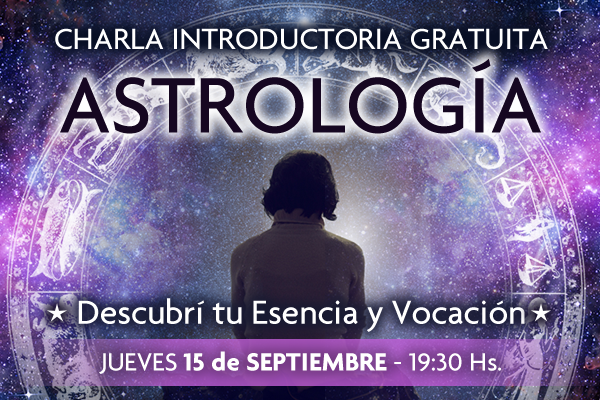 CHARLA INTRODUCTORIA GRATUITA
ASTROLOGÍA
★ Descubrí tu Esencia y Vocación ★
JUEVES 15 de SEPTIEMBRE - 19:30 Hs.